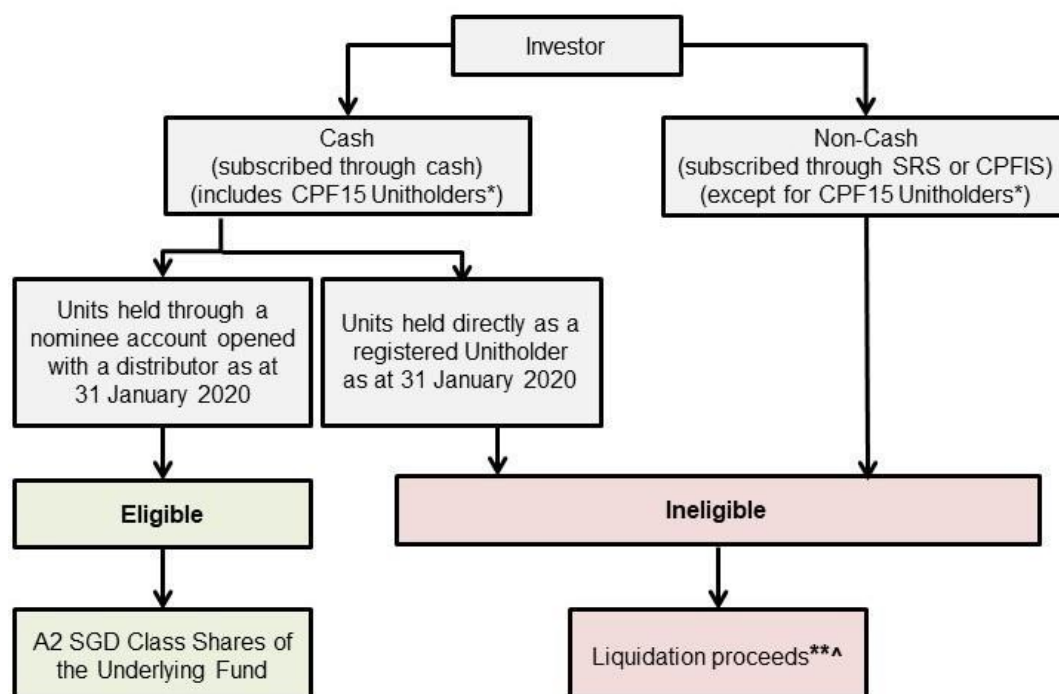 Investor
Cash
(subscribed through cash)
(includes CPF15 Unitholders*)
Non-Cash
(subscribed through SRS or CPFIS)
(except for CPF15 Unitholders*)
Units held through a
nominee account opened
with a distributor as at
31 January 2020
Units held directly as a
registered Unitholder
as at 31 January 2020
Eligible
Ineligible
A2 SGD Class Shares of
the Underlying Fund
Liquidation proceeds**^